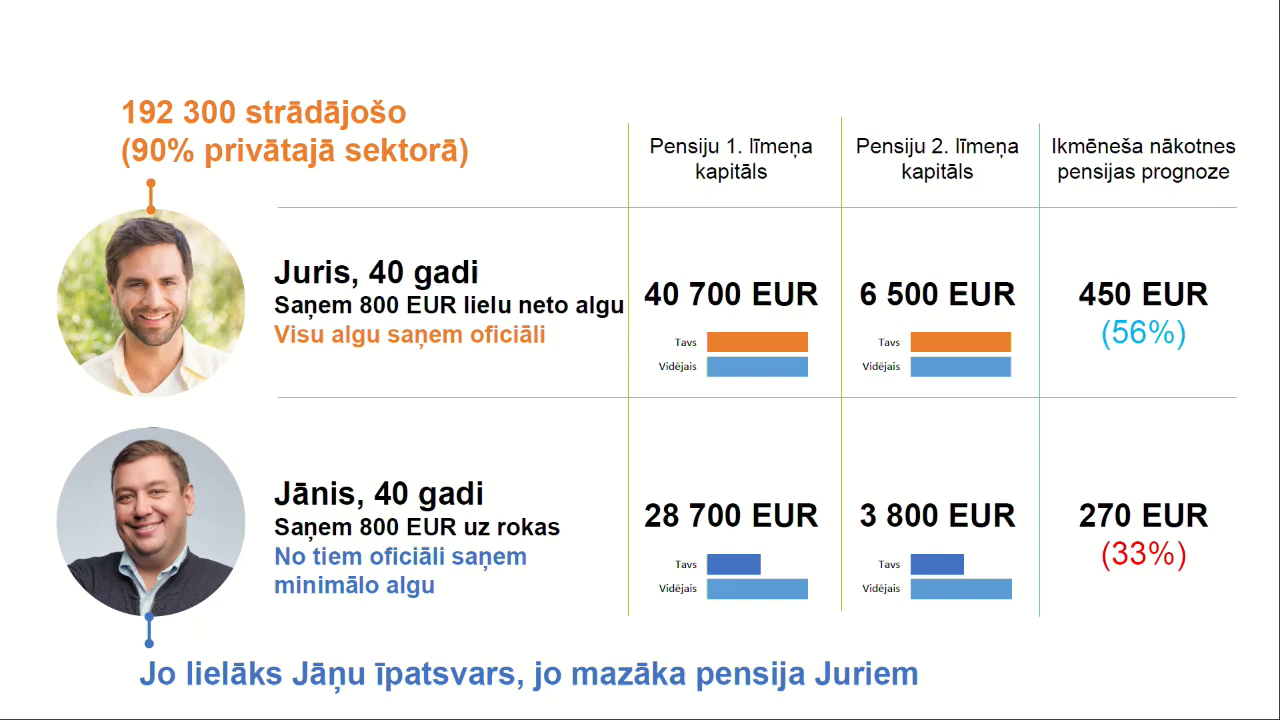 192 300 strādājošo
(90% privātajā sektorā)
Pensiju 1. līmeņa
kapitāls
Pensiju 2. līmeņa
kapitāls
Ikmēneša nākotnes
pensijas prognoze
Juris, 40 gadi
Saņem 800 EUR lielu neto algu
Visu algu saņem oficiāli
40 700 EUR
Tavs
Vidējais
6 500 EUR
Tavs
Vidējais
450 EUR
(56%)
Jānis, 40 gadi
Saņem 800 EUR uz rokas
No tiem oficiāli saņem
minimālo algu
28 700 EUR
Tavs
Vidējais
3 800 EUR
Tavs
Vidējais
270 EUR
(33%)
Jo lielāks Jāņu īpatsvars, jo mazāka pensija Juriem